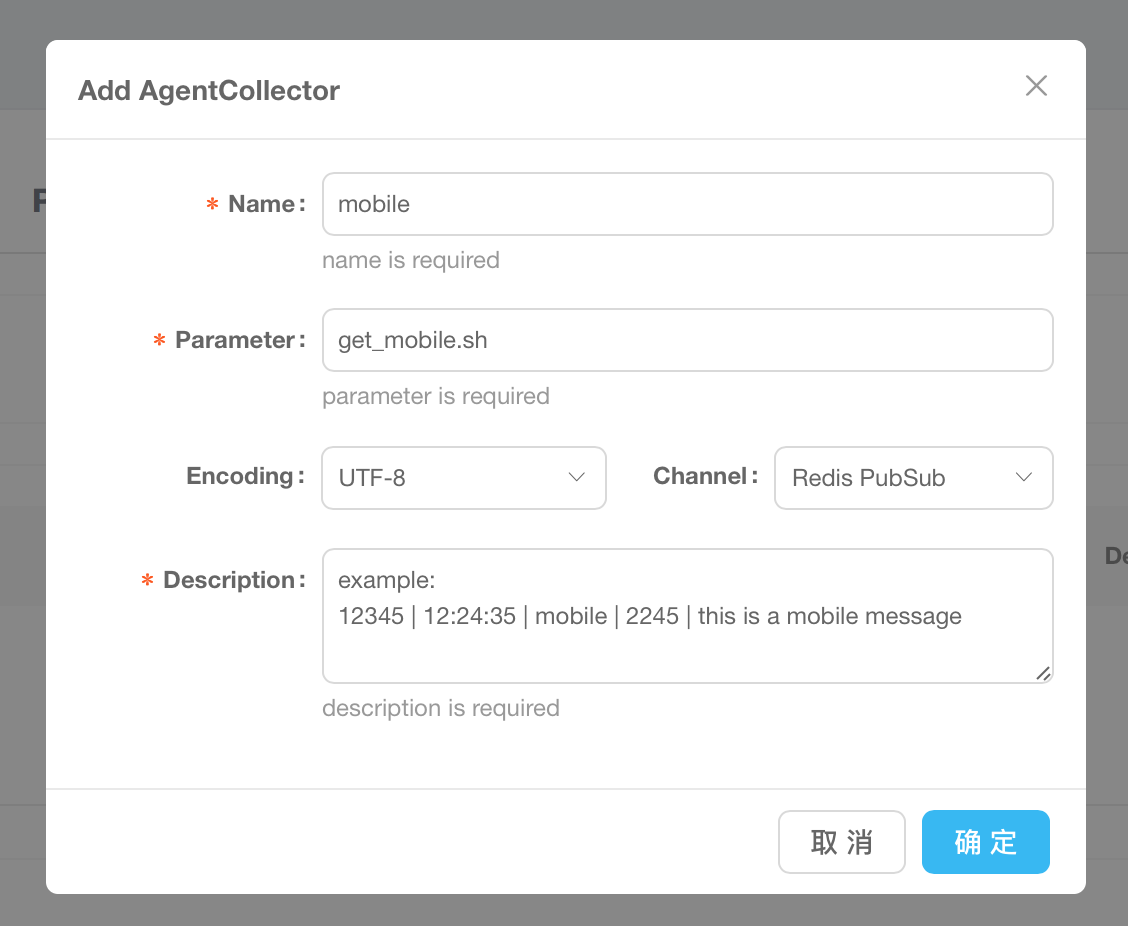 Add AgentCollector
* Name:
mobile
name is required
* Parameter:
get_mobile.sh
parameter is required
Encoding:
UTF-8
Channel:
Redis PubSub
* Description:
example:
12345 | 12:24:35 | mobile | 2245 | this is a mobile message
description is required
取 消
确 定